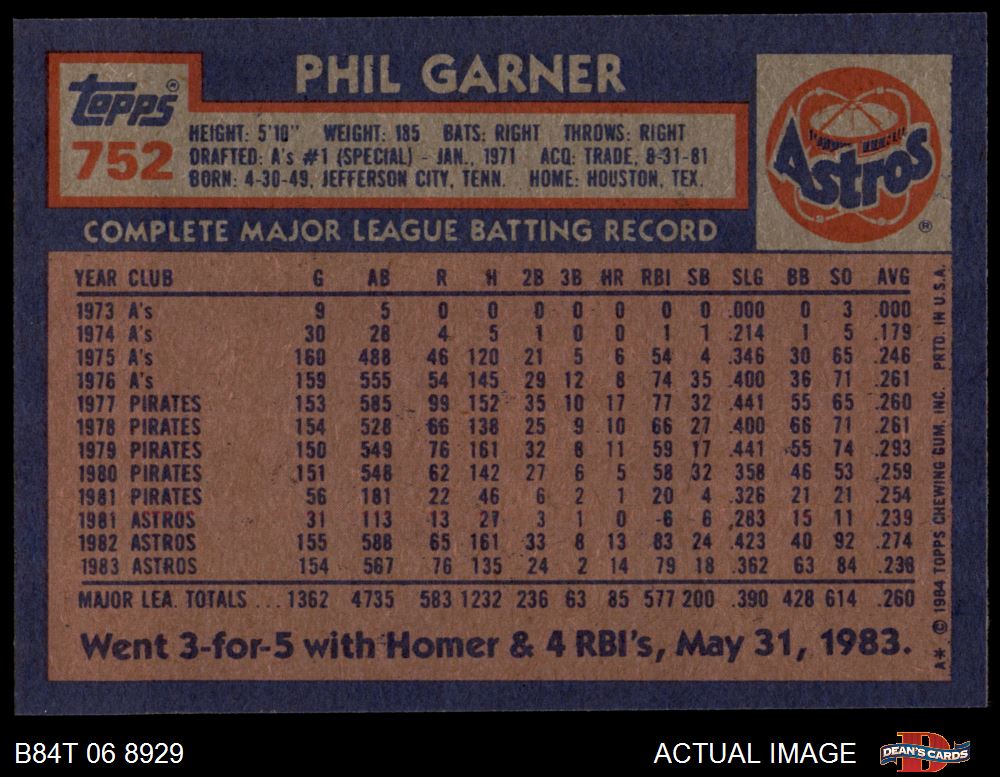 PHIL GARNER
topps®
752
HEIGHT: 5'10" WEIGHT: 185 BATS: RIGHT THROWS: RIGHT
DRAFTED: A's #1 (SPECIAL) - JAN., 1971 ACQ: TRADE, 8-31-81
BORN: 4-30-49, JEFFERSON CITY, TENN. HOME: HOUSTON, TEX.
Astros
®
COMPLETE MAJOR LEAGUE BATTING RECORD
YEAR CLUB G AB R H 2B 3B HR RBI SB SLG BB SO AVG
1973 A's 9 5 0 0 0 0 0 0 0 .000 0 3 .000
1974 A's 30 28 4 5 1 0 0 1 1 .214 1 5 .179
1975 A's 160 488 46 120 21 5 6 54 4 .346 30 65 .246
1976 A's 159 555 54 145 29 12 8 74 35 .400 36 71 .261
1977 PIRATES 153 585 99 152 35 10 17 77 32 .441 55 65 .260
1978 PIRATES 154 528 66 138 25 9 10 66 27 .400 66 71 .261
1979 PIRATES 150 549 76 161 32 8 11 59 17 .441 55 74 .293
1980 PIRATES 151 548 62 142 27 6 5 58 32 .358 46 53 .259
1981 PIRATES 56 181 22 46 6 2 1 20 4 .326 21 21 .254
1981 ASTROS 31 113 13 27 3 1 0 6 6 .283 15 11 .239
1982 ASTROS 155 588 65 161 33 8 13 83 24 .423 40 92 .274
1983 ASTROS 154 567 76 135 24 2 14 79 18 .362 63 84 .238
MAJOR LEA. TOTALS ... 1362 4735 583 1232 236 63 85 577 200 .390 428 614 .260
Went 3-for-5 with Homer & 4 RBI's, May 31, 1983.
A* © 1984 TOPPS CHEWING GUM, INC. PRTD. IN U.S.A.
B84T 06 8929
ACTUAL IMAGE
D
DEAN'S CARDS